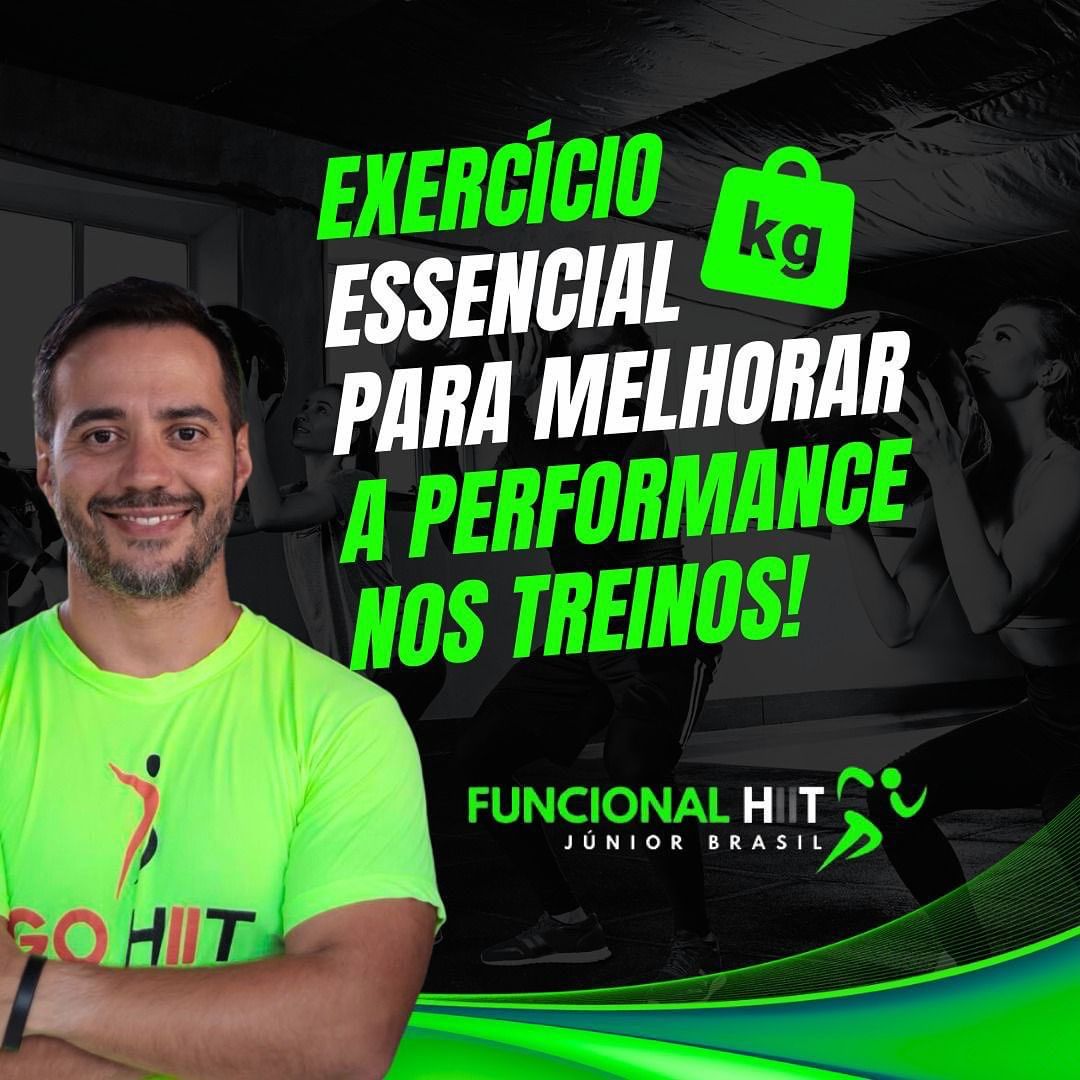 EXERCÍCIO
kg
ESSENCIAL
PARA MELHORAR
A PERFORMANCE
NOS TREINOS!
FUNCIONAL HIIT
JÚNIOR BRASIL
GO HIIT